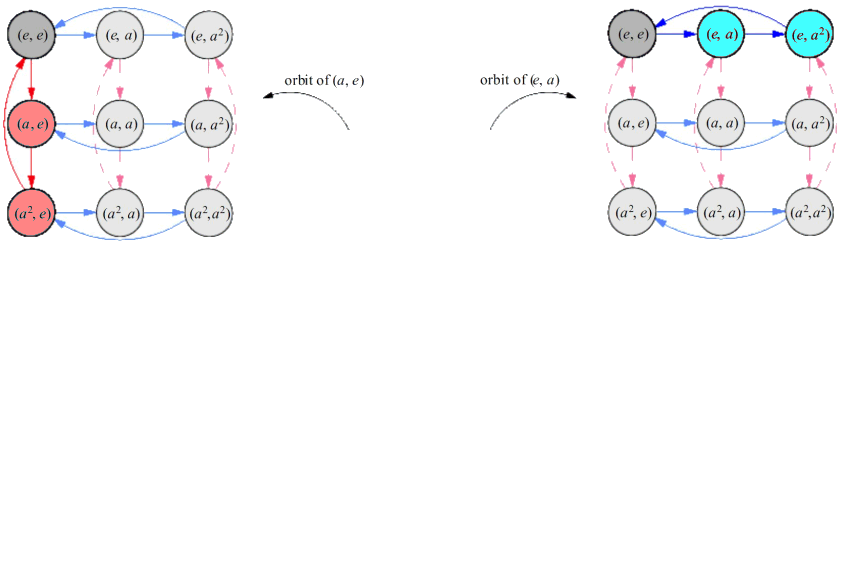 (e, e) (e, a) (e, a²)
orbit of (a, e)
(a, e) (a, a) (a, a²)
(a², e) (a², a) (a²,a²)
(e, e) (e, a) (e, a²)
orbit of (e, a)
(a, e) (a, a) (a, a²)
(a², e) (a², a) (a²,a²)